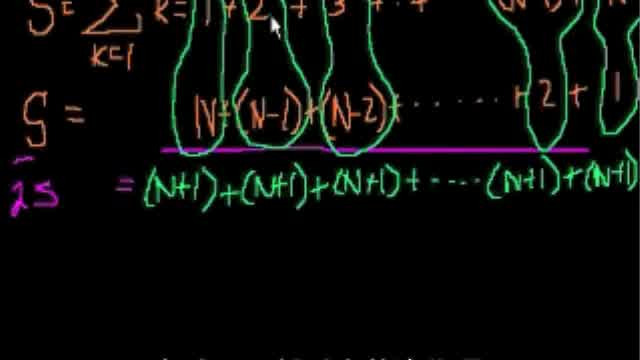 S = ∑ k = 1 + 2 + 3 + . .
k=1
S = N + (N-1) + (N-2) + ...... + 2 + 1
2S = (N+1) + (N+1) + (N+1) + .... (N+1) + (N+1)